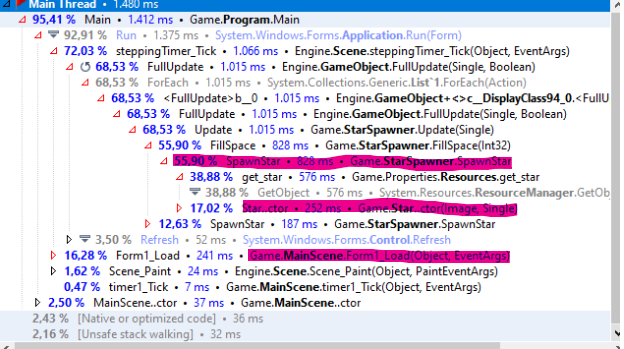 Main Thread • 1.480 ms
95,41 % Main • 1.412 ms • Game.Program.Main
92,91 % Run • 1.375 ms • System.Windows.Forms.Application.Run(Form)
72,03 % steppingTimer_Tick • 1.066 ms • Engine.Scene.steppingTimer_Tick(Object, EventArgs)
68,53 % FullUpdate • 1.015 ms • Engine.GameObject.FullUpdate(Single, Boolean)
68,53 % ForEach • 1.015 ms • System.Collections.Generic.List`1.ForEach(Action)
68,53 % <FullUpdate>b__0 • 1.015 ms • Engine.GameObject+<>c__DisplayClass94_0.<FullU
68,53 % FullUpdate • 1.015 ms • Engine.GameObject.FullUpdate(Single, Boolean)
68,53 % Update • 1.015 ms • Game.StarSpawner.Update(Single)
55,90 % FillSpace • 828 ms • Game.StarSpawner.FillSpace(Int32)
55,90 % SpawnStar • 828 ms • Game.StarSpawner.SpawnStar
38,88 % get_star • 576 ms • Game.Properties.Resources.get_star
38,88 % GetObject • 576 ms • System.Resources.ResourceManager.GetObj
17,02 % Star..ctor • 252 ms • Game.Star..ctor(Image, Single)
12,63 % SpawnStar • 187 ms • Game.StarSpawner.SpawnStar
3,50 % Refresh • 52 ms • System.Windows.Forms.Control.Refresh
16,28 % Form1_Load • 241 ms • Game.MainScene.Form1_Load(Object, EventArgs)
1,62 % Scene_Paint • 24 ms • Engine.Scene.Scene_Paint(Object, PaintEventArgs)
0,47 % timer1_Tick • 7 ms • Game.MainScene.timer1_Tick(Object, EventArgs)
2,50 % MainScene..ctor • 37 ms • Game.MainScene..ctor
2,43 % [Native or optimized code] • 36 ms
2,16 % [Unsafe stack walking] • 32 ms